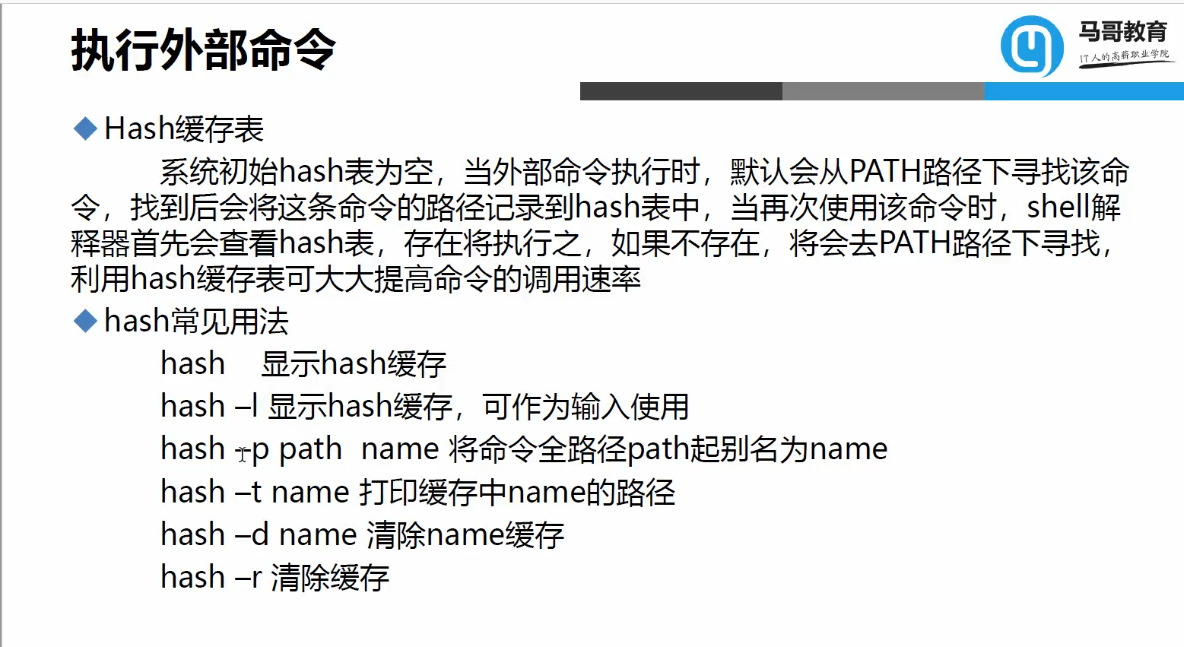 执行外部命令
马哥教育
IT人的高薪职业学院
Hash缓存表
系统初始hash表为空，当外部命令执行时，默认会从PATH路径下寻找该命
令，找到后会将这条命令的路径记录到hash表中，当再次使用该命令时，shell解
释器首先会查看hash表，存在将执行之，如果不存在，将会去PATH路径下寻找，
利用hash缓存表可大大提高命令的调用速率
hash常见用法
hash 显示hash缓存
hash –l 显示hash缓存，可作为输入使用
hash –p path name 将命令全路径path起别名为name
hash –t name 打印缓存中name的路径
hash –d name 清除name缓存
hash –r 清除缓存